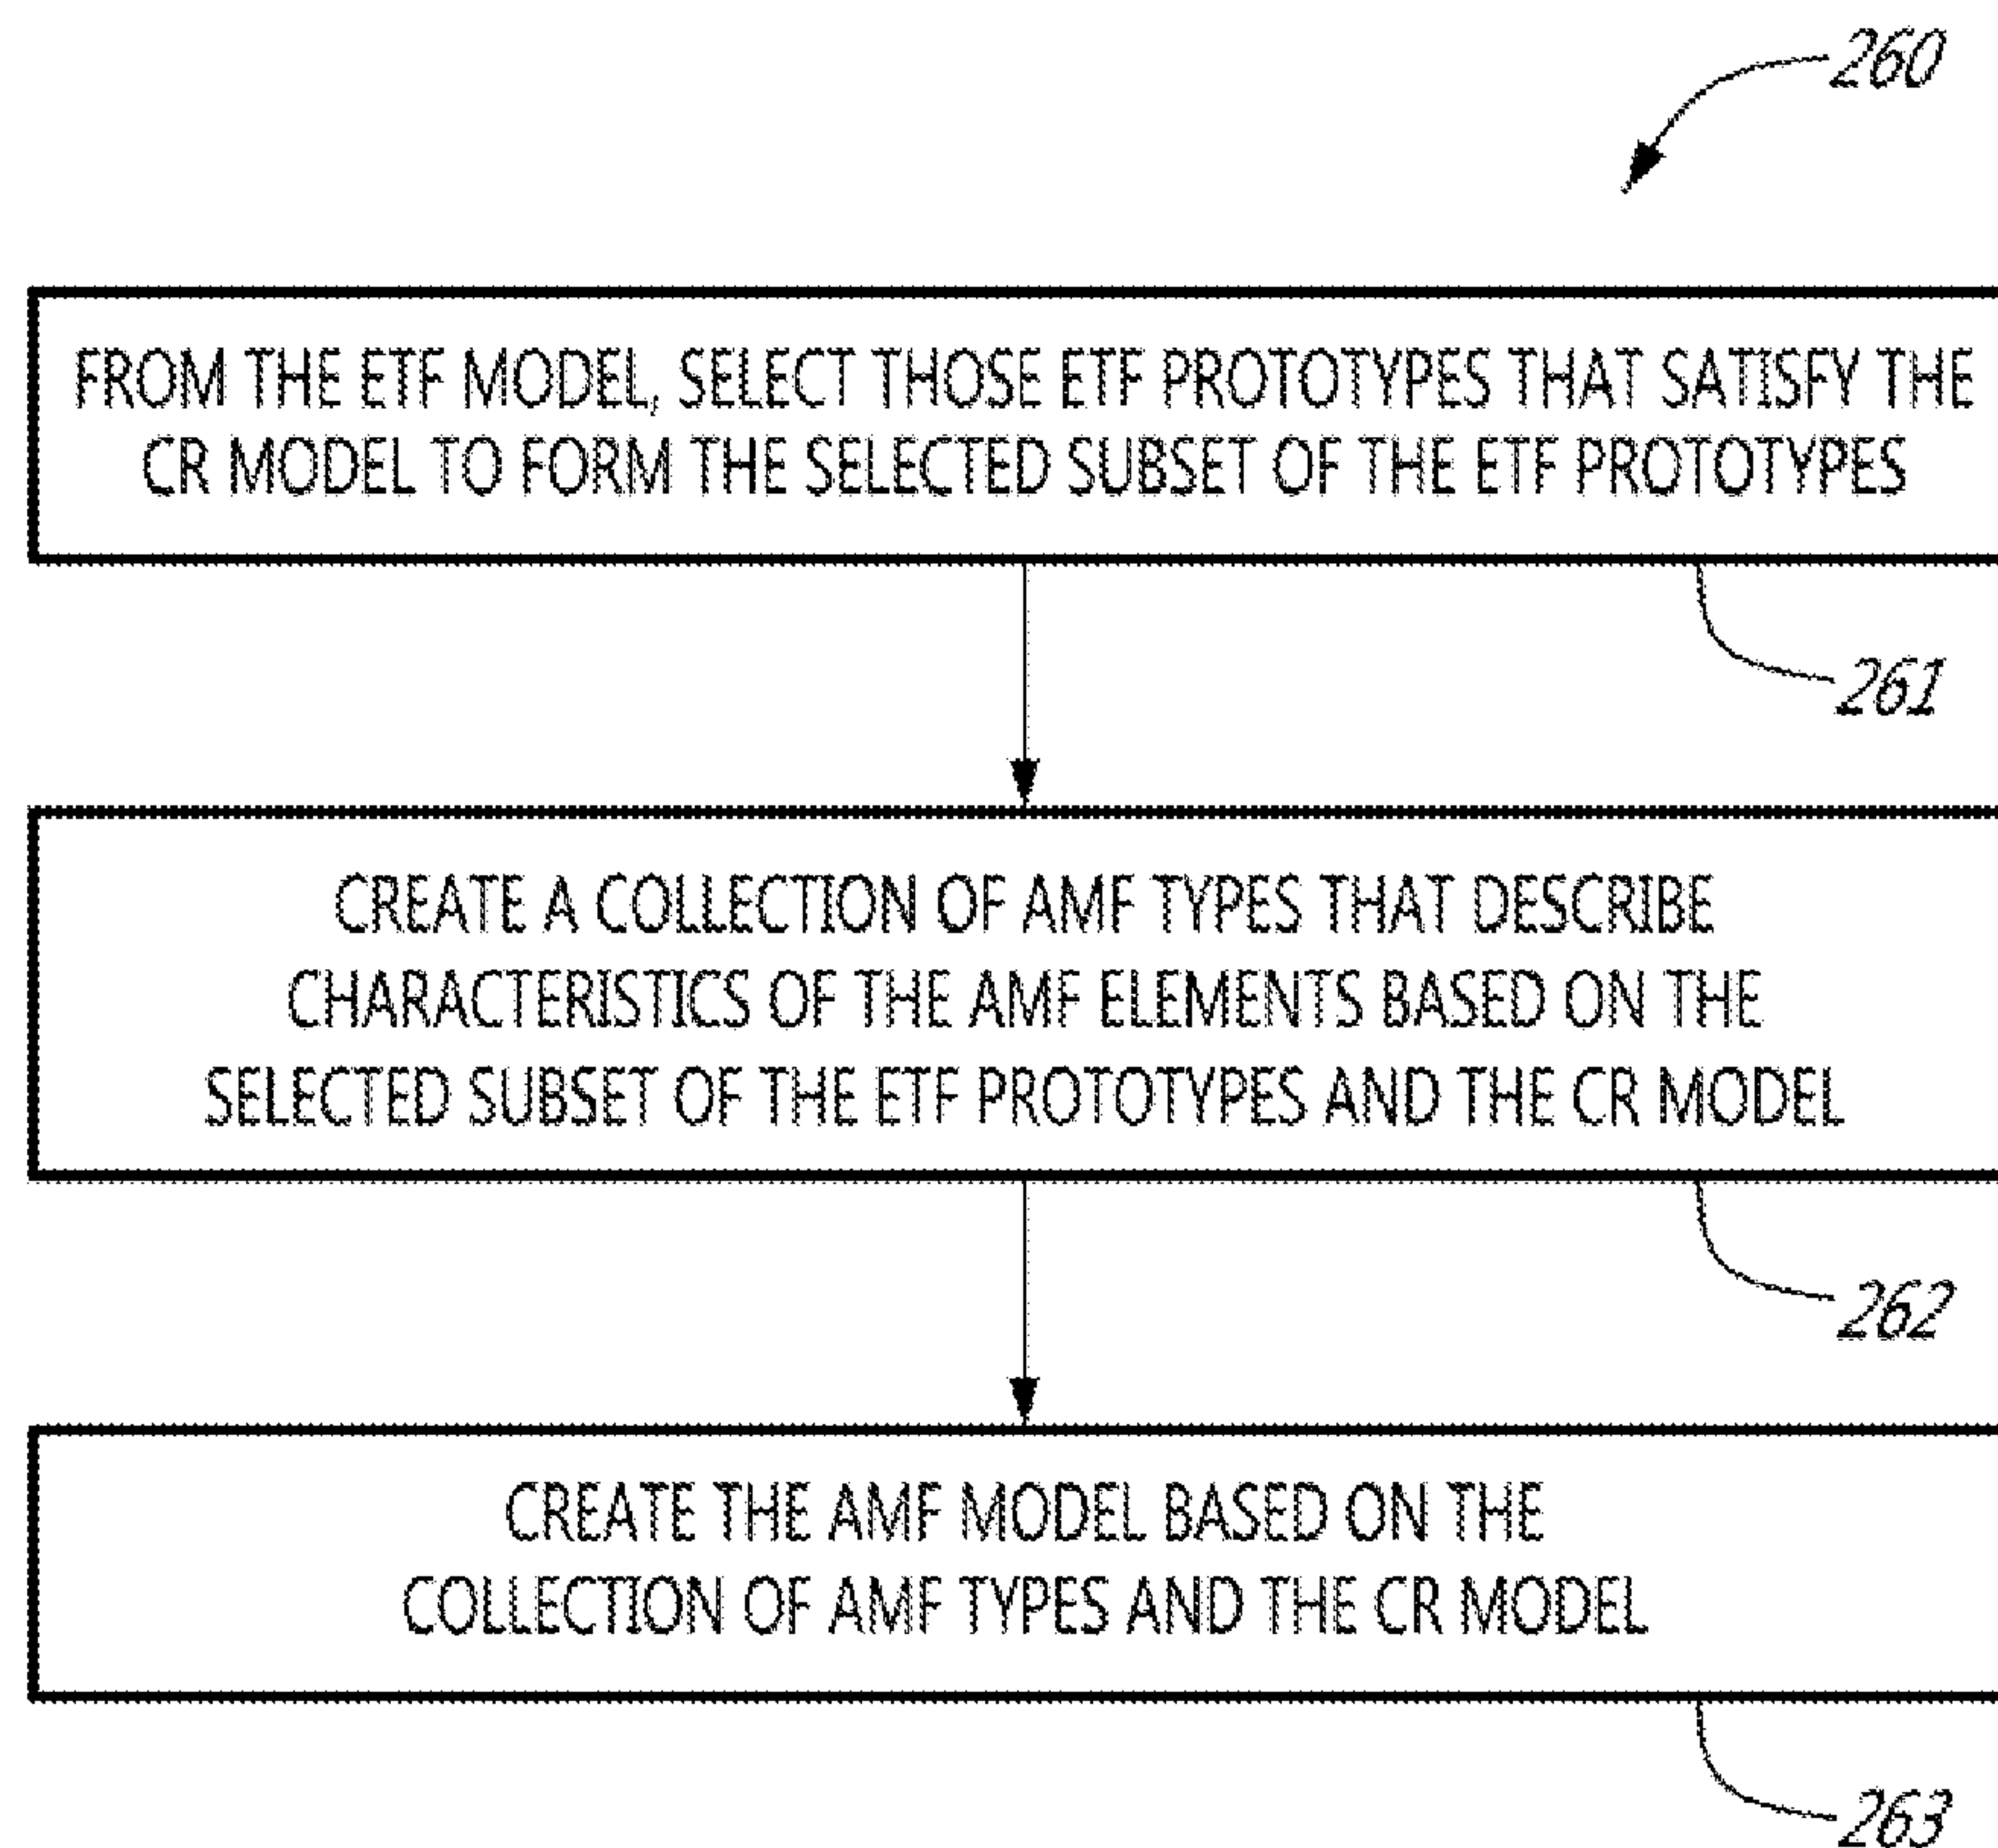 260
FROM THE ETF MODEL, SELECT THOSE ETF PROTOTYPES THAT SATISFY THE
CR MODEL TO FORM THE SELECTED SUBSET OF THE ETF PROTOTYPES
261
CREATE A COLLECTION OF AMF TYPES THAT DESCRIBE
CHARACTERISTICS OF THE AMF ELEMENTS BASED ON THE
SELECTED SUBSET OF THE ETF PROTOTYPES AND THE CR MODEL
262
CREATE THE AMF MODEL BASED ON THE
COLLECTION OF AMF TYPES AND THE CR MODEL
263